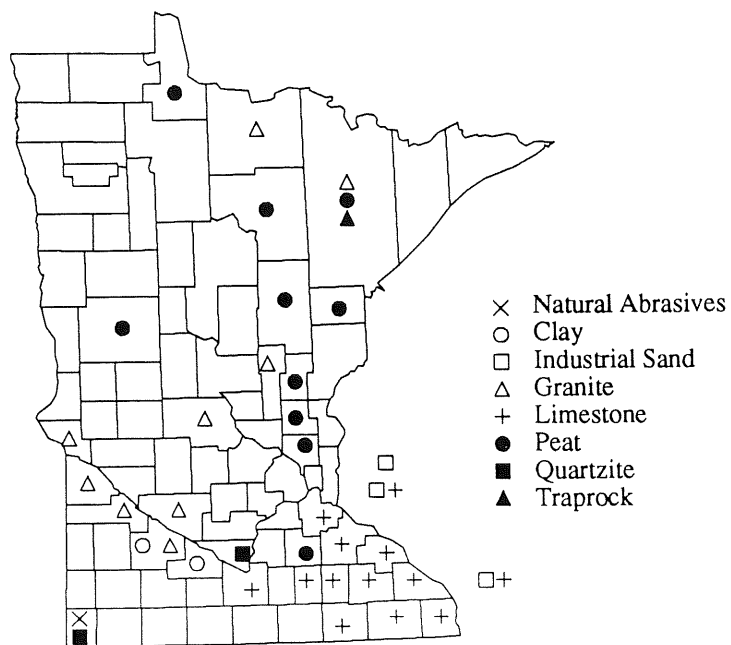 Natural Abrasives
Clay
Industrial Sand
Granite
Limestone
Peat
Quartzite
Traprock